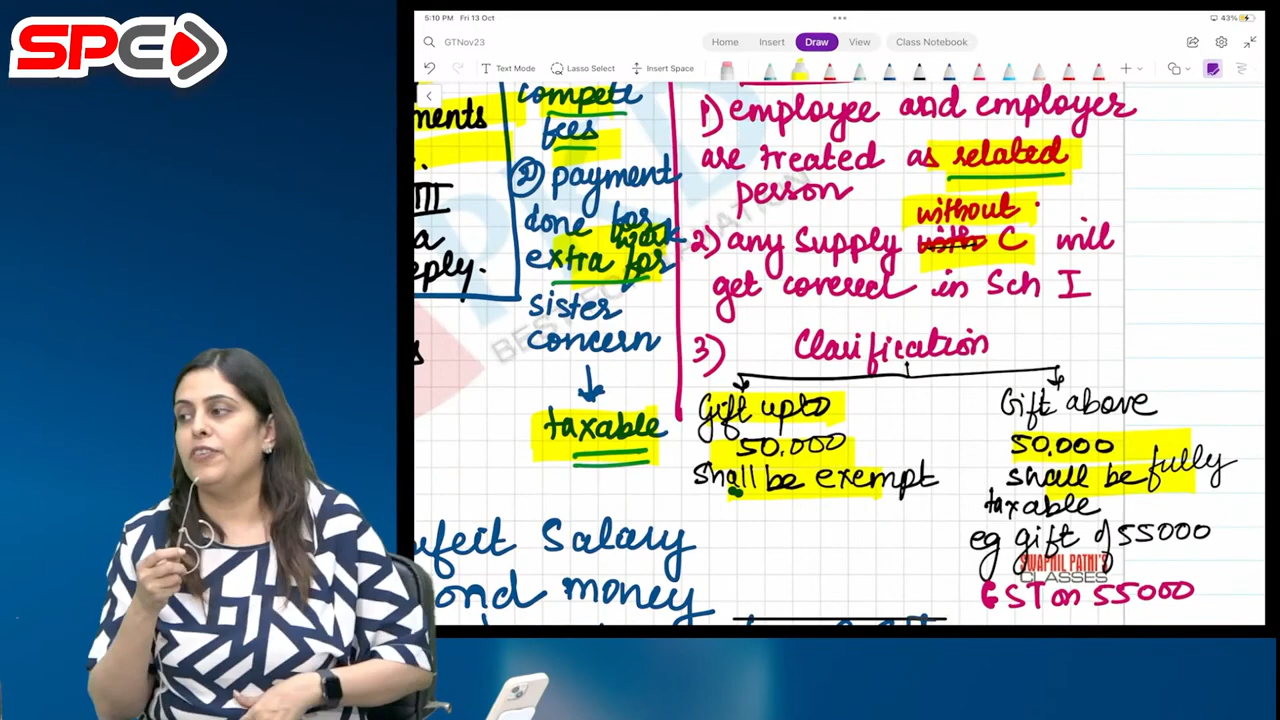 SPC
5:10 PM Fri 13 Oct
43%
GTNov23
Home Insert Draw View Class Notebook
Text Mode Lasso Select Insert Space
ments
III
a
compete
fees
② payment
done for
work
extra for
sister
concern
taxable
1) employee and employer
are treated as related
person
without
2) any supply with C will
get covered in Sch I
3) Clarification
Gift upto
50,000
Shall be exempt
Gift above
50,000
shall be fully
taxable
eg gift of 55000
GST on 55000
Salary
ond money
SWAPNIL PATNI'S
CLASSES